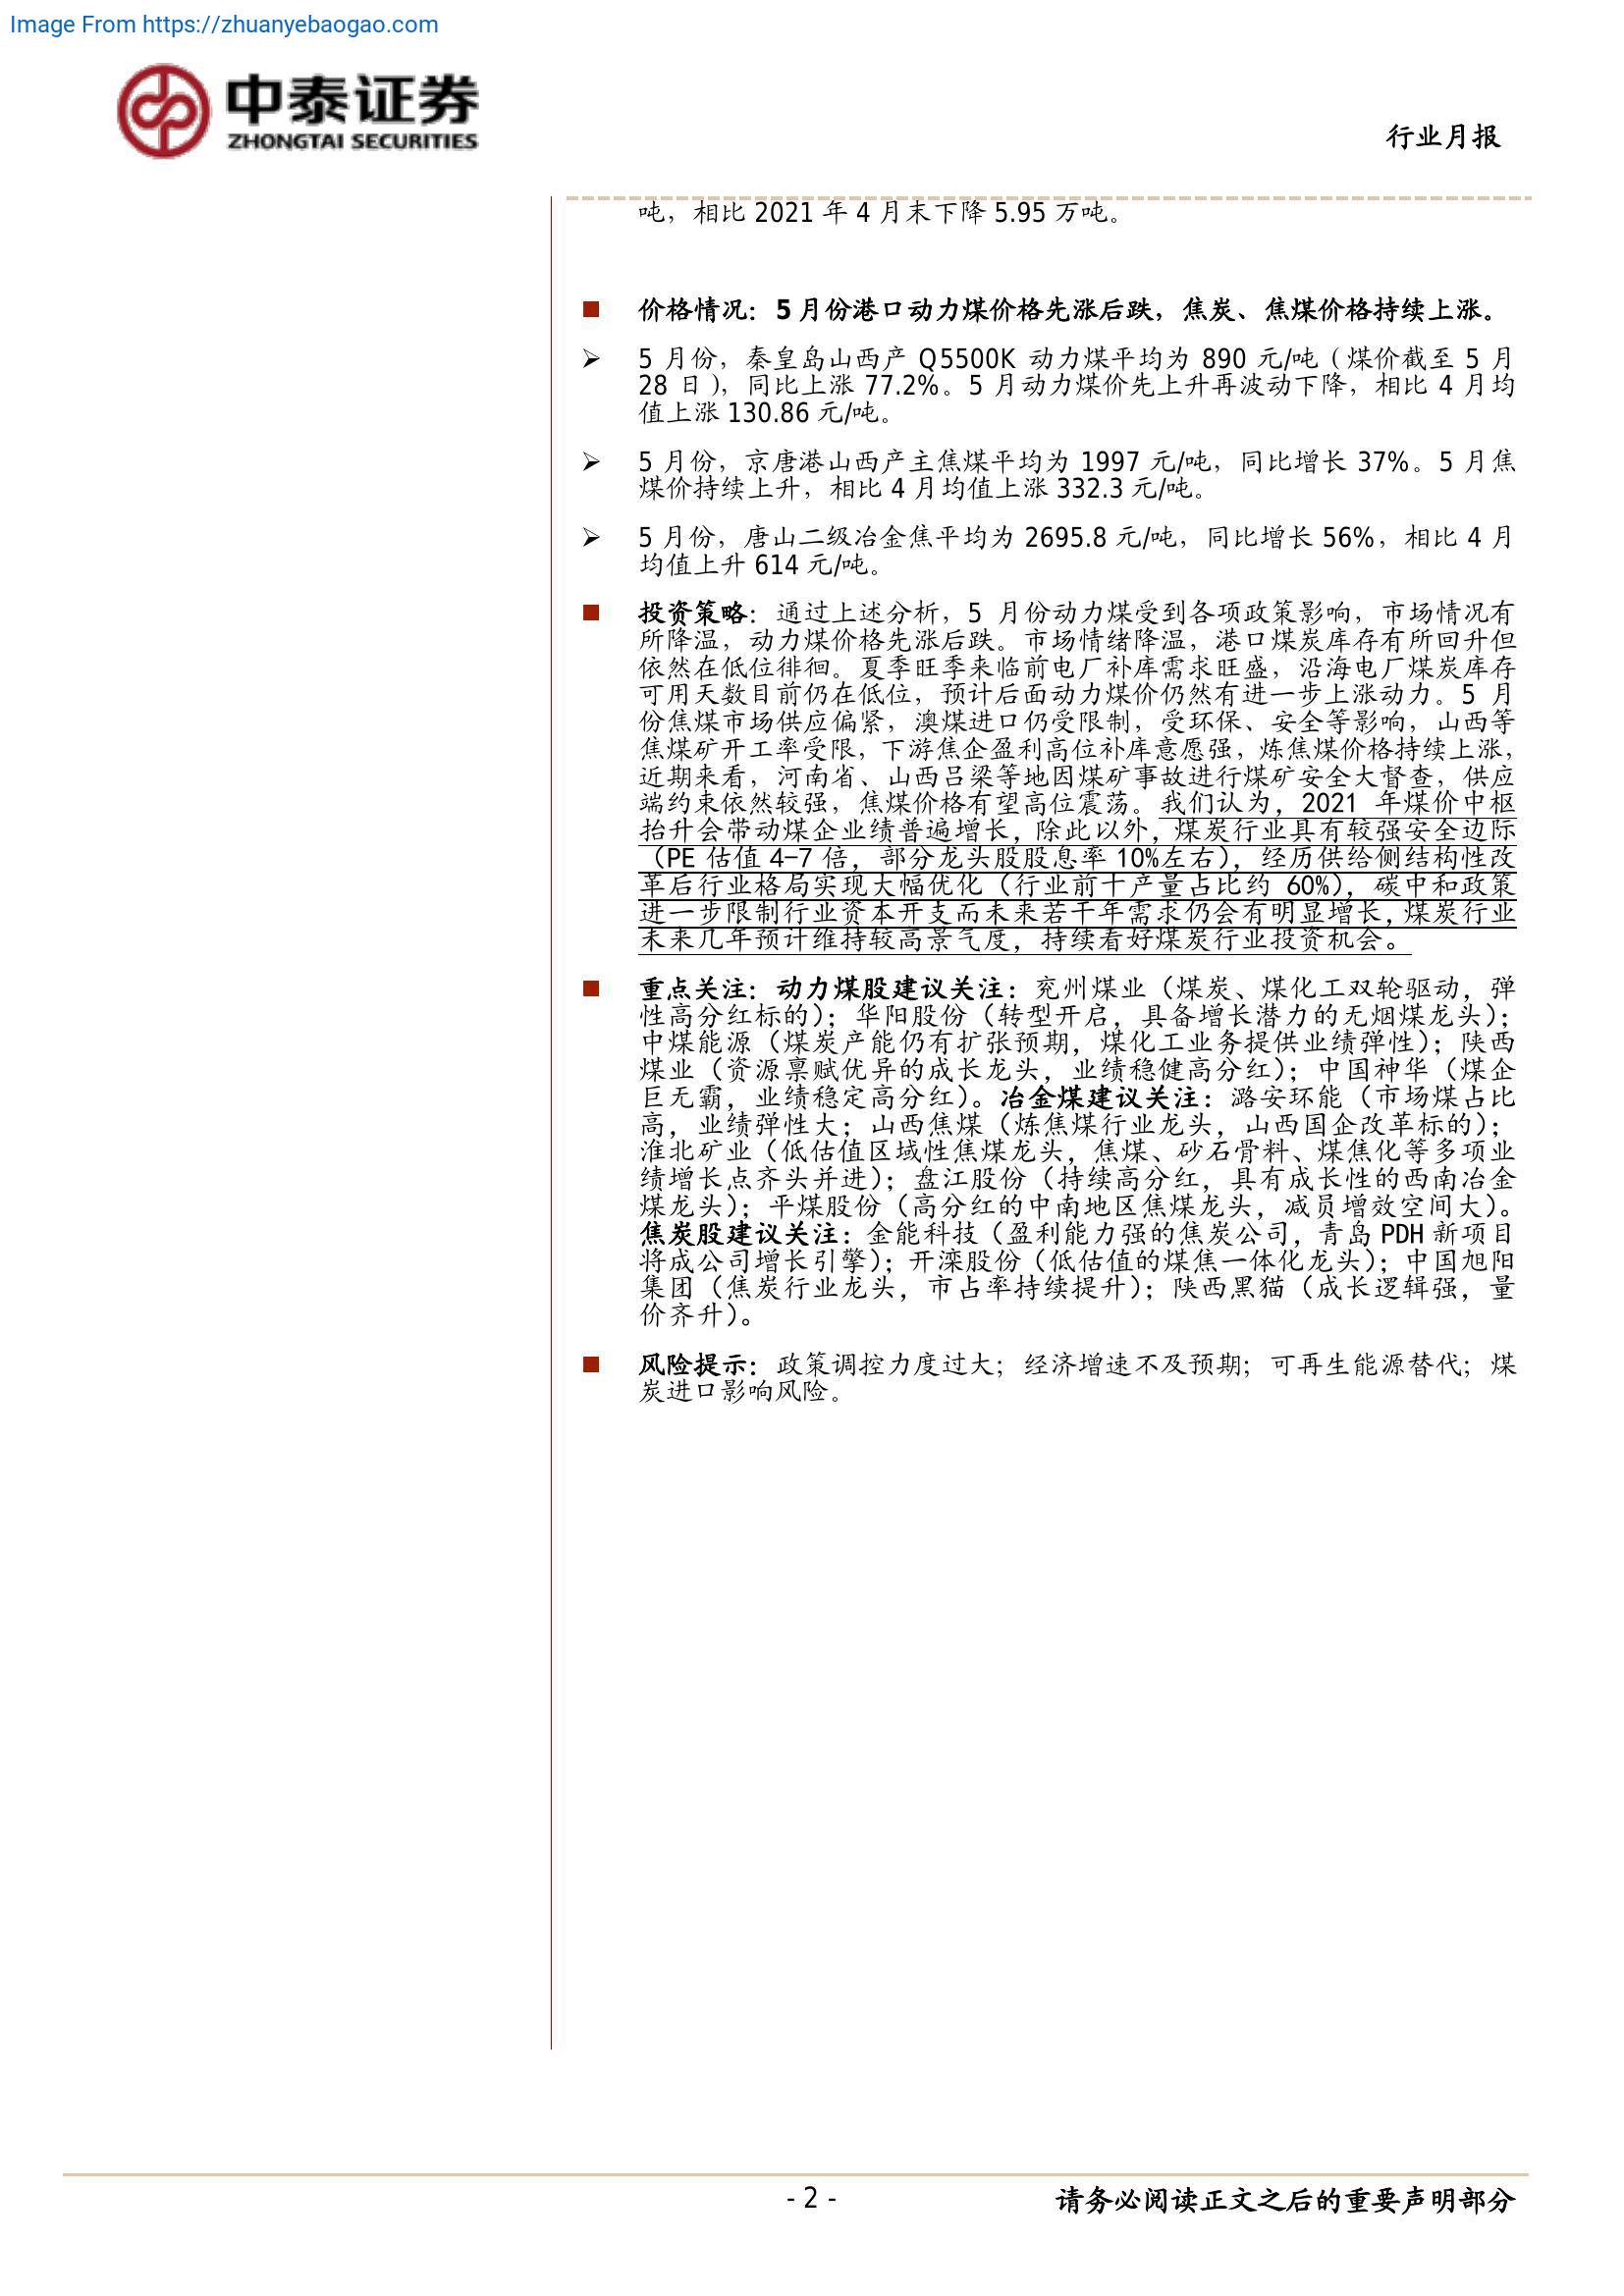 Image From https://zhuanyebaogao.com
中泰证券
ZHONGTAI SECURITIES
行业月报
吨，相比 2021 年 4 月末下降 5.95 万吨。
价格情况：5 月份港口动力煤价格先涨后跌，焦炭、焦煤价格持续上涨。
5 月份，秦皇岛山西产 Q5500K 动力煤平均为 890 元/吨（煤价截至 5 月
28 日），同比上涨 77.2%。5 月动力煤价先上升再波动下降，相比 4 月均
值上涨 130.86 元/吨。
5 月份，京唐港山西产主焦煤平均为 1997 元/吨，同比增长 37%。5 月焦
煤价持续上升，相比 4 月均值上涨 332.3 元/吨。
5 月份，唐山二级冶金焦平均为 2695.8 元/吨，同比增长 56%，相比 4 月
均值上升 614 元/吨。
投资策略：通过上述分析，5 月份动力煤受到各项政策影响，市场情况有
所降温，动力煤价格先涨后跌。市场情绪降温，港口煤炭库存有所回升但
依然在低位徘徊。夏季旺季来临前电厂补库需求旺盛，沿海电厂煤炭库存
可用天数目前仍在低位，预计后面动力煤价仍然有进一步上涨动力。5 月
份焦煤市场供应偏紧，澳煤进口仍受限制，受环保、安全等影响，山西等
焦煤矿开工率受限，下游焦企盈利高位补库意愿强，炼焦煤价格持续上涨，
近期来看，河南省、山西吕梁等地因煤矿事故进行煤矿安全大督查，供应
端约束依然较强，焦煤价格有望高位震荡。我们认为，2021 年煤价中枢
抬升会带动煤企业绩普遍增长，除此以外，煤炭行业具有较强安全边际
（PE 估值 4-7 倍，部分龙头股股息率 10%左右），经历供给侧结构性改
革后行业格局实现大幅优化（行业前十产量占比约 60%），碳中和政策
进一步限制行业资本开支而未来若干年需求仍会有明显增长，煤炭行业
未来几年预计维持较高景气度，持续看好煤炭行业投资机会。
重点关注：动力煤股建议关注：兖州煤业（煤炭、煤化工双轮驱动，弹
性高分红标的）；华阳股份（转型开启，具备增长潜力的无烟煤龙头）；
中煤能源（煤炭产能仍有扩张预期，煤化工业务提供业绩弹性）；陕西
煤业（资源禀赋优异的成长龙头，业绩稳健高分红）；中国神华（煤企
巨无霸，业绩稳定高分红）。冶金煤建议关注：潞安环能（市场煤占比
高，业绩弹性大；山西焦煤（炼焦煤行业龙头，山西国企改革标的）；
淮北矿业（低估值区域性焦煤龙头，焦煤、砂石骨料、煤焦化等多项业
绩增长点齐头并进）；盘江股份（持续高分红，具有成长性的西南冶金
煤龙头）；平煤股份（高分红的中南地区焦煤龙头，减员增效空间大）。
焦炭股建议关注：金能科技（盈利能力强的焦炭公司，青岛 PDH 新项目
将成公司增长引擎）；开滦股份（低估值的煤焦一体化龙头）；中国旭阳
集团（焦炭行业龙头，市占率持续提升）；陕西黑猫（成长逻辑强，量
价齐升）。
风险提示：政策调控力度过大；经济增速不及预期；可再生能源替代；煤
炭进口影响风险。
- 2 -
请务必阅读正文之后的重要声明部分